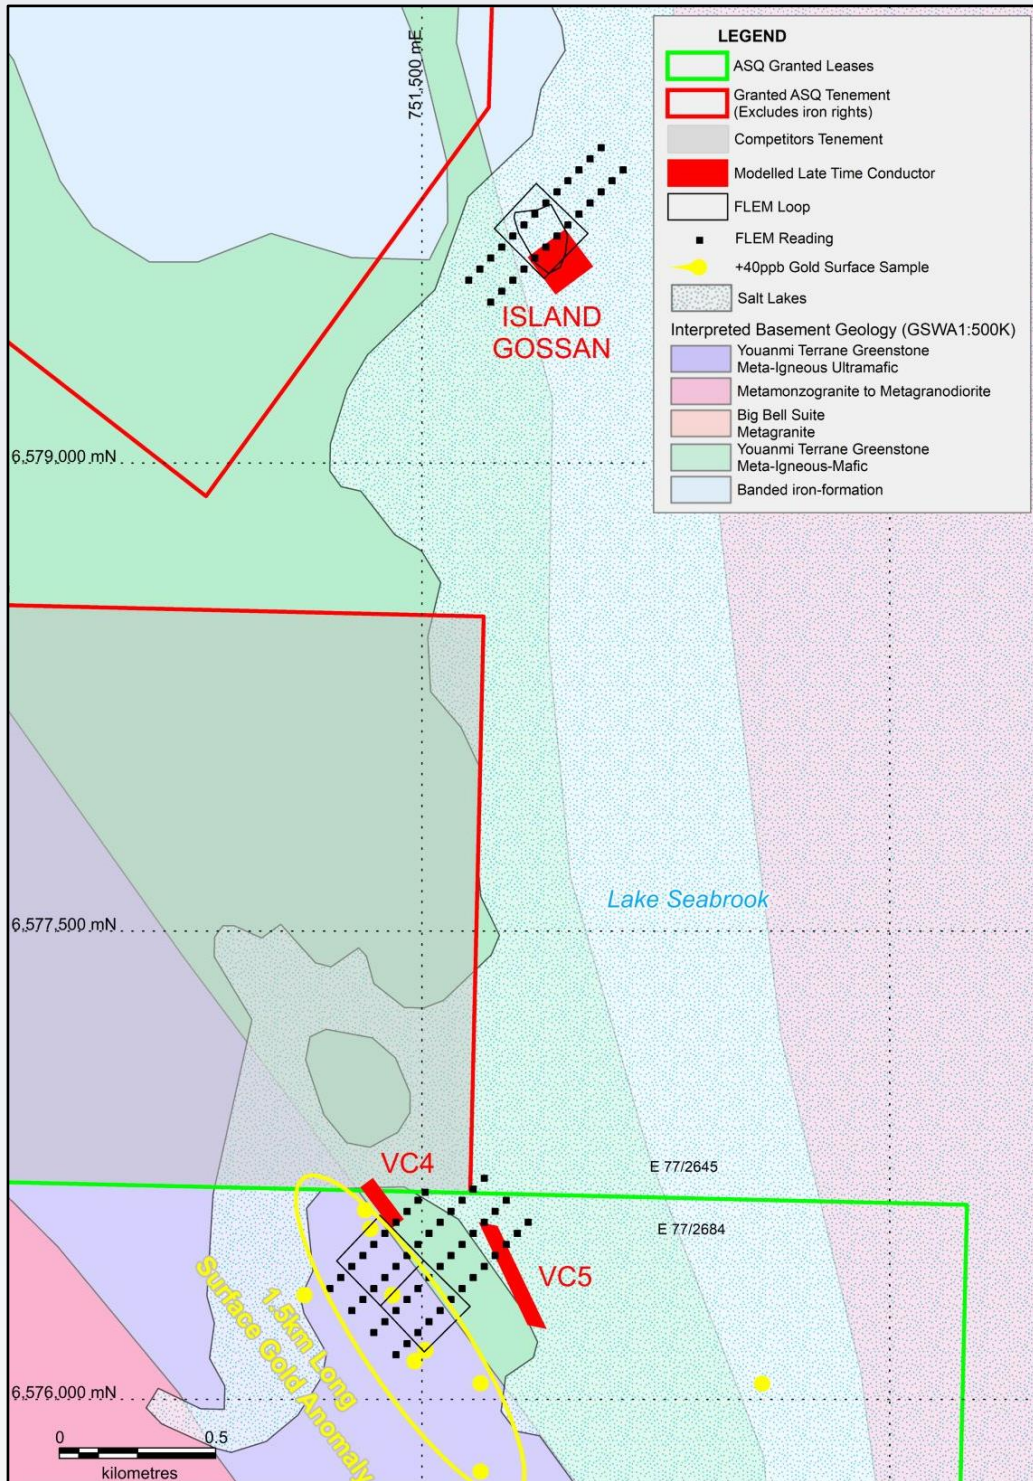 751,500 mE
LEGEND
ASQ Granted Leases
Granted ASQ Tenement
(Excludes iron rights)
Competitors Tenement
Modelled Late Time Conductor
FLEM Loop
FLEM Reading
+40ppb Gold Surface Sample
Salt Lakes
Interpreted Basement Geology (GSWA1:500K)
Youanmi Terrane Greenstone
Meta-Igneous Ultramafic
Metamonzogranite to Metagranodiorite
Big Bell Suite
Metagranite
Youanmi Terrane Greenstone
Meta-Igneous-Mafic
Banded iron-formation
ISLAND
GOSSAN
6,579,000 mN
Lake Seabrook
6,577,500 mN
VC4
E 77/2645
E 77/2684
VC5
1.5km Long
Surface Gold Anomaly
6,576,000 mN
0 0.5
kilometres